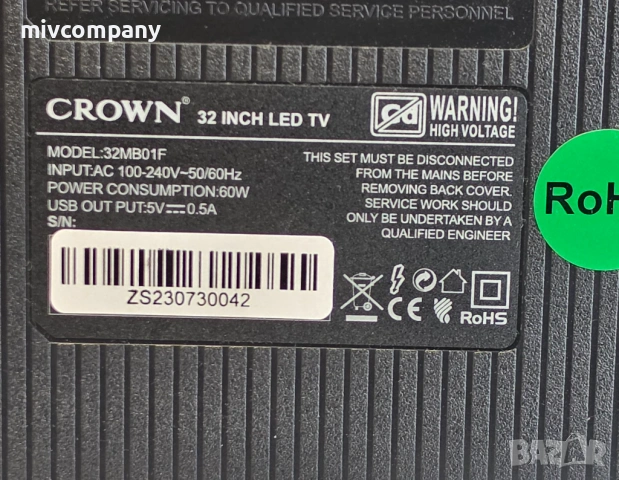 REFER SERVICING TO QUALIFIED SERVICE PERSONNEL
mivcompany
CROWN® 32 INCH LED TV
WARNING!
HIGH VOLTAGE
MODEL:32MB01F
INPUT:AC 100-240V~50/60Hz
POWER CONSUMPTION:60W
USB OUT PUT:5V⎓0.5A
S/N:
ZS230730042
THIS SET MUST BE DISCONNECTED
FROM THE MAINS BEFORE
REMOVING BACK COVER.
SERVICE WORK SHOULD
ONLY BE UNDERTAKEN BY A
QUALIFIED ENGINEER
CE
RoHS
RoH
BAZAR